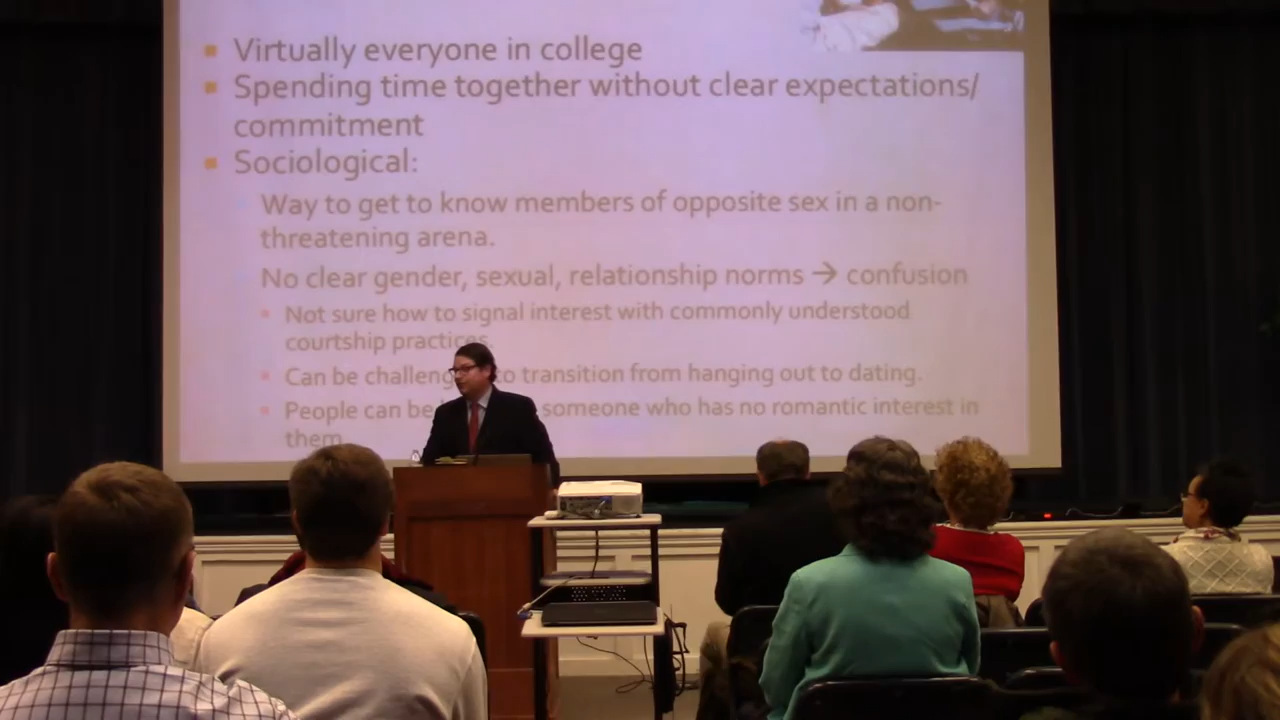 Virtually everyone in college
Spending time together without clear expectations/
commitment
Sociological:
Way to get to know members of opposite sex in a non-
threatening arena.
No clear gender, sexual, relationship norms → confusion
Not sure how to signal interest with commonly understood
courtship practices.
Can be to transition from hanging out to dating.
People can be someone who has no romantic interest in
them